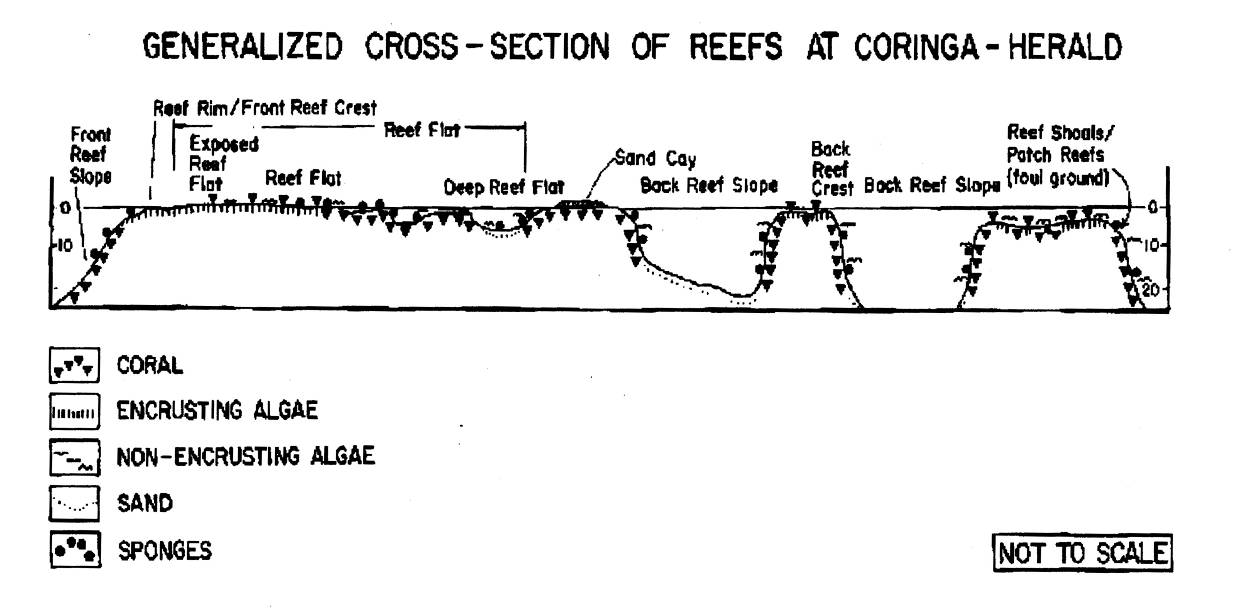 GENERALIZED CROSS-SECTION OF REEFS AT CORINGA-HERALD
Reef Rim/Front Reef Crest
Front
Reef
Slope
Reef Flat
Exposed
Reef
Flat
Reef Flat
Deep Reef Flat
Sand Cay
Back Reef Slope
Back
Reef
Crest
Back Reef Slope
Reef Shoals/
Patch Reefs
(foul ground)
0
10
0
10
20
CORAL
ENCRUSTING ALGAE
NON-ENCRUSTING ALGAE
SAND
SPONGES
NOT TO SCALE